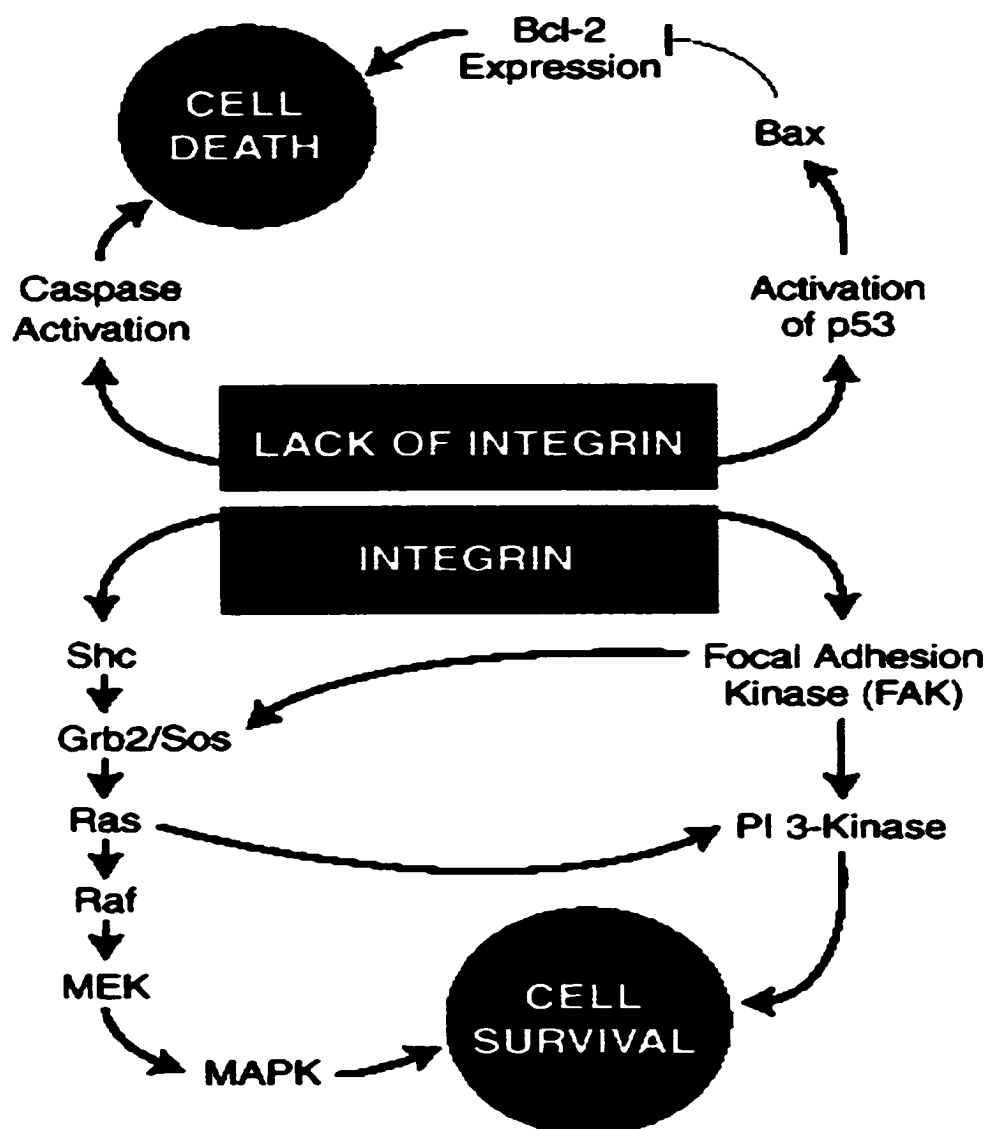 Bcl-2
Expression
CELL
DEATH
Bax
Caspase
Activation
Activation
of p53
LACK OF INTEGRIN
INTEGRIN
Shc
Focal Adhesion
Kinase (FAK)
Grb2/Sos
Ras
PI 3-Kinase
Raf
MEK
CELL
SURVIVAL
MAPK